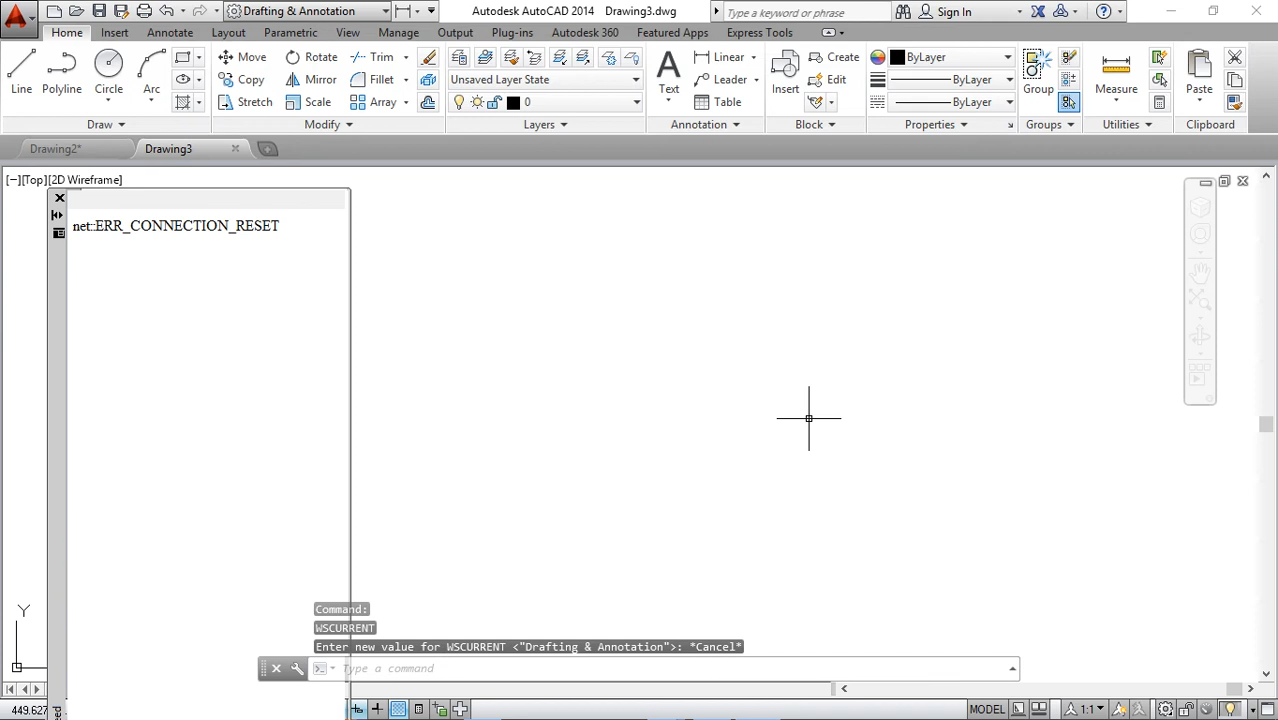 Drafting & Annotation
Autodesk AutoCAD 2014 Drawing3.dwg
Type a keyword or phrase
Sign In
Home Insert Annotate Layout Parametric View Manage Output Plug-ins Autodesk 360 Featured Apps Express Tools
Line
Polyline
Circle
Arc
Move
Rotate
Trim
Copy
Mirror
Fillet
Stretch
Scale
Array
Unsaved Layer State
0
Text
Linear
Leader
Table
Insert
Create
Edit
ByLayer
ByLayer
ByLayer
Group
Measure
Paste
Draw
Modify
Layers
Annotation
Block
Properties
Groups
Utilities
Clipboard
Drawing2*
Drawing3
[−][Top][2D Wireframe]
net::ERR_CONNECTION_RESET
Y
Command:
WSCURRENT
Enter new value for WSCURRENT <"Drafting & Annotation">: *Cancel*
Type a command
449.627
MODEL
1:1